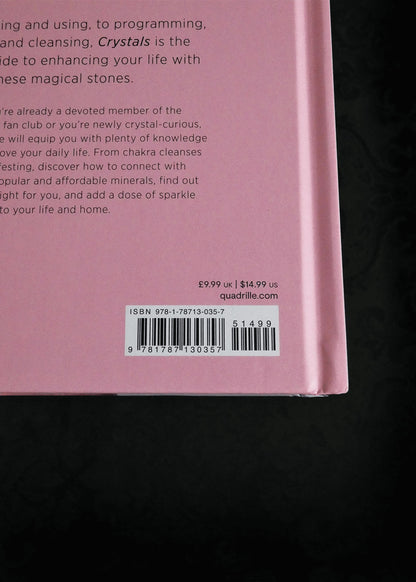 ing and using, to programming,
and cleansing, Crystals is the
ide to enhancing your life with
hese magical stones.
u're already a devoted member of the
fan club or you're newly crystal-curious,
e will equip you with plenty of knowledge
ove your daily life. From chakra cleanses
festing, discover how to connect with
opular and affordable minerals, find out
ight for you, and add a dose of sparkle
to your life and home.
£9.99 UK | $14.99 US
quadrille.com
ISBN 978-1-78713-035-7
51499
9 781787 130357